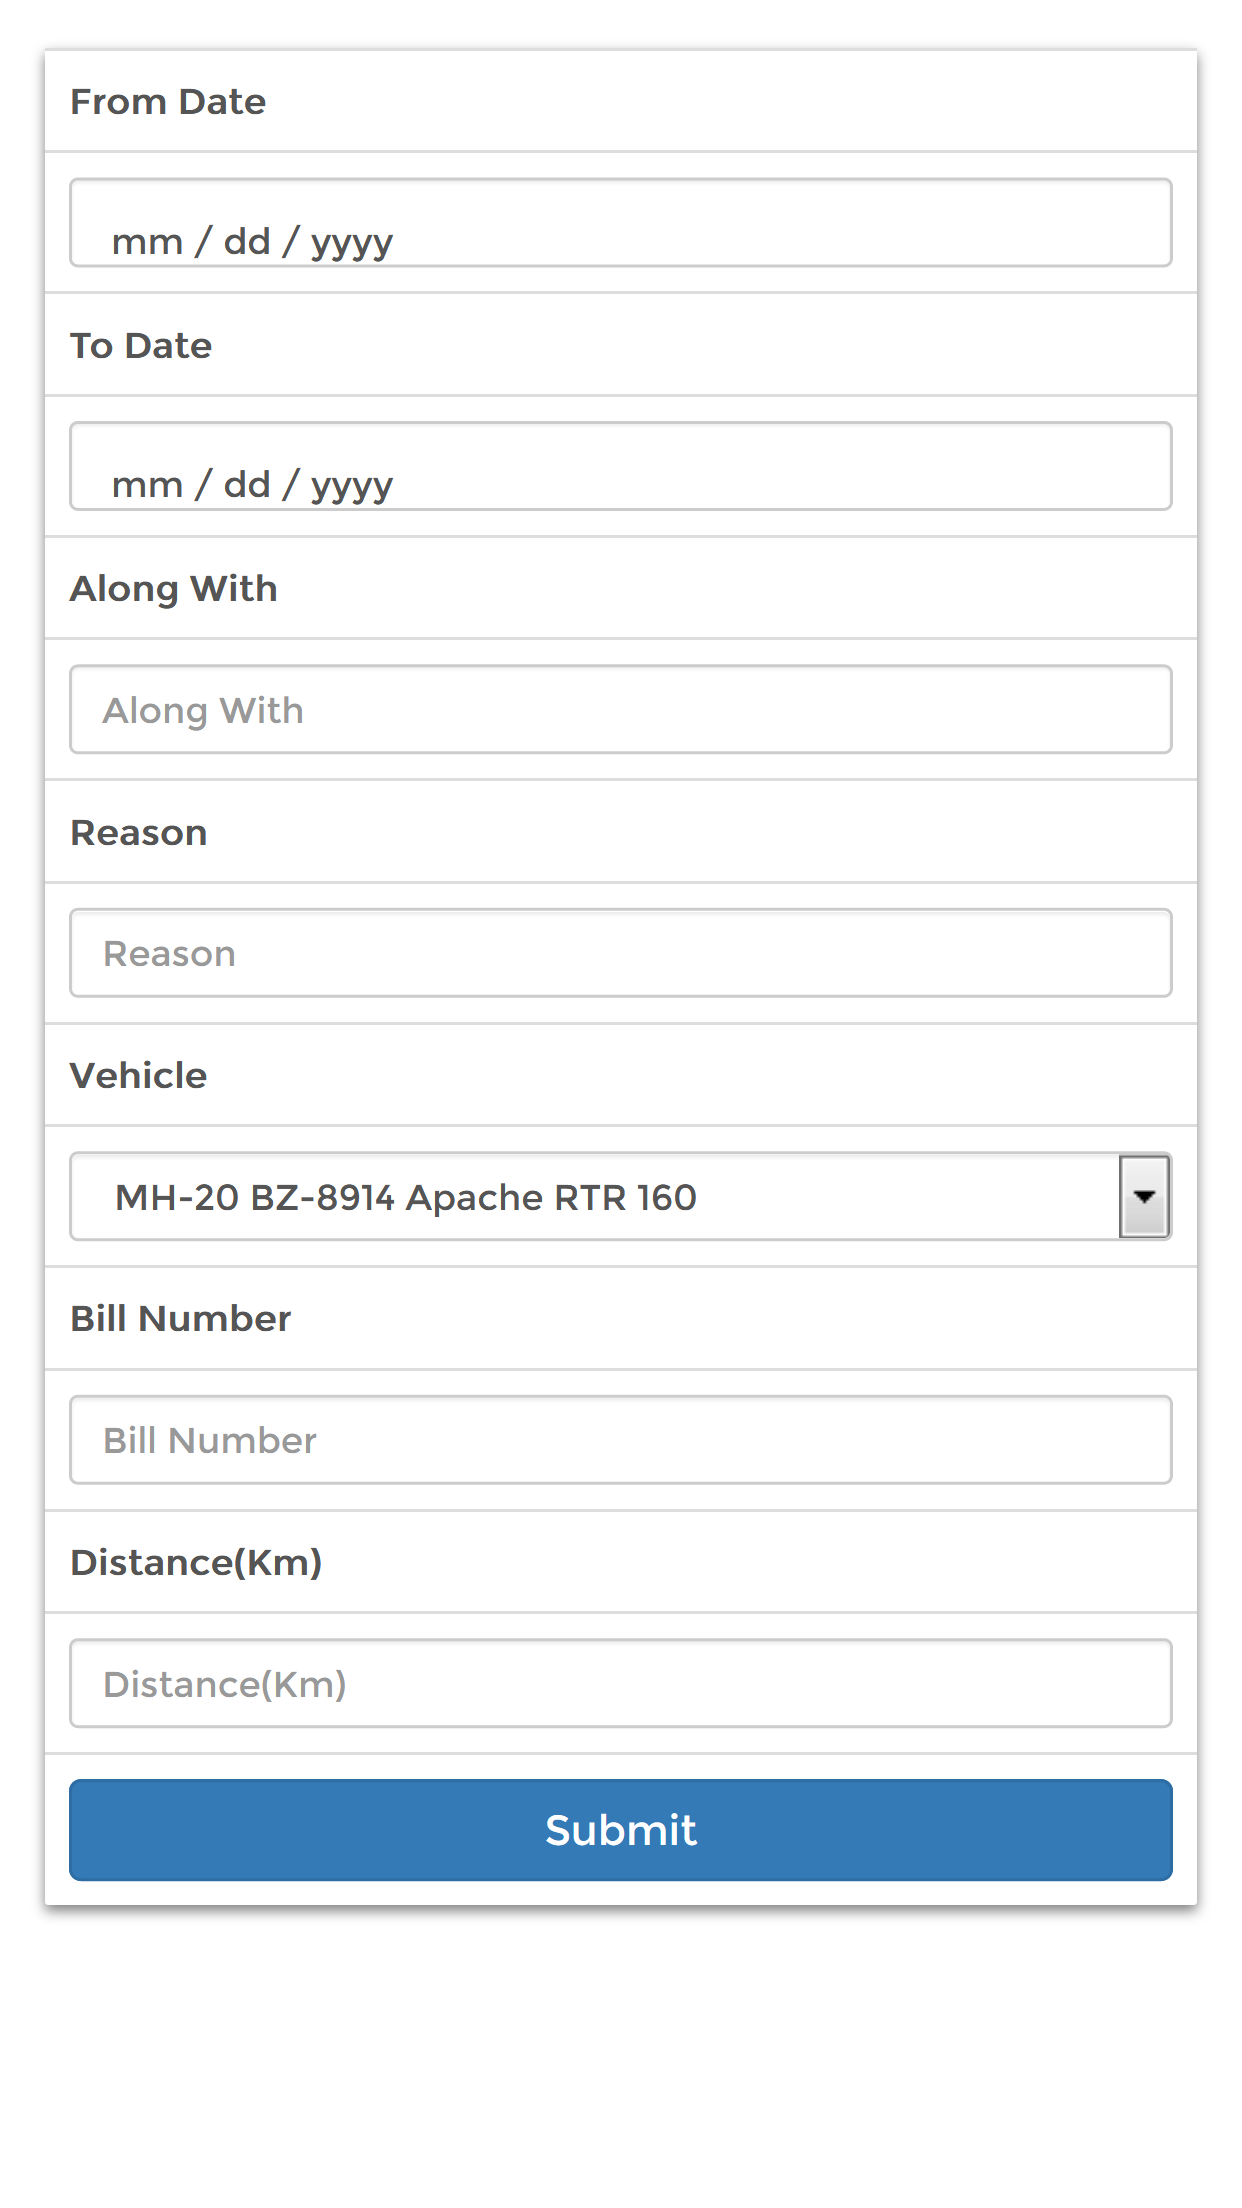 From Date
mm / dd / yyyy
To Date
mm / dd / yyyy
Along With
Along With
Reason
Reason
Vehicle
MH-20 BZ-8914 Apache RTR 160
Bill Number
Bill Number
Distance(Km)
Distance(Km)
Submit